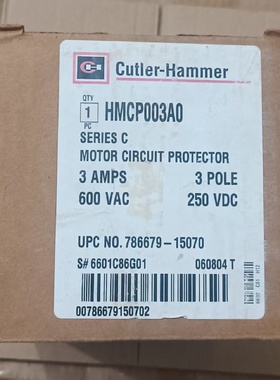 Cutler-Hammer
QTY
1 HMCP003A0
PC
SERIES C
MOTOR CIRCUIT PROTECTOR
3 AMPS 3 POLE
600 VAC 250 VDC
UPC NO. 786679-15070
S# 6601C86G01 060804 T
00786679150702